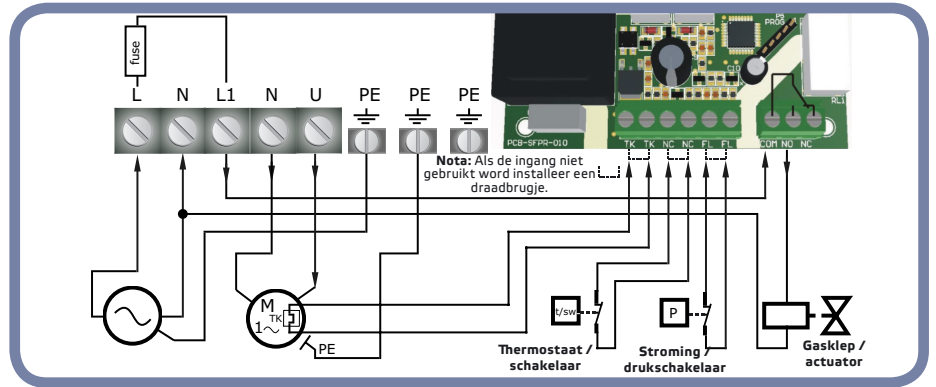 fuse
L N L1 N U PE PE PE
P3
PROG
C10
RL1
PCB-SFPR-010
TK TK NC NC FL FL COM NO NC
Nota: Als de ingang niet
gebruikt word installeer een
draadbrugje.
M
TK
1~
PE
t/sw
P
Thermostaat /
schakelaar
Stroming /
drukschakelaar
Gasklep /
actuator